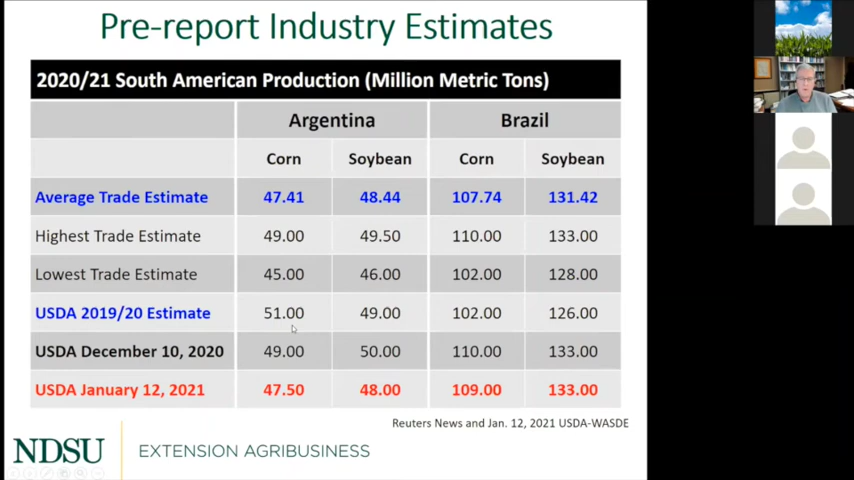 Pre-report Industry Estimates
2020/21 South American Production (Million Metric Tons)
Argentina Brazil
Corn Soybean Corn Soybean
Average Trade Estimate 47.41 48.44 107.74 131.42
Highest Trade Estimate 49.00 49.50 110.00 133.00
Lowest Trade Estimate 45.00 46.00 102.00 128.00
USDA 2019/20 Estimate 51.00 49.00 102.00 126.00
USDA December 10, 2020 49.00 50.00 110.00 133.00
USDA January 12, 2021 47.50 48.00 109.00 133.00
Reuters News and Jan. 12, 2021 USDA-WASDE
NDSU EXTENSION AGRIBUSINESS